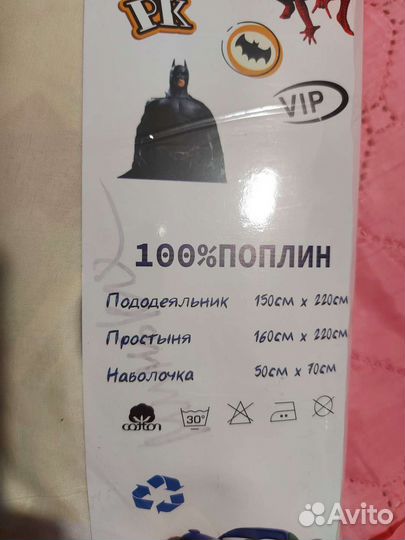 PK
VIP
100%ПОПЛИН
Пододеяльник 150см х 220см
Простыня 160см х 220см
Наволочка 50см х 70см
cotton
30°
Avito